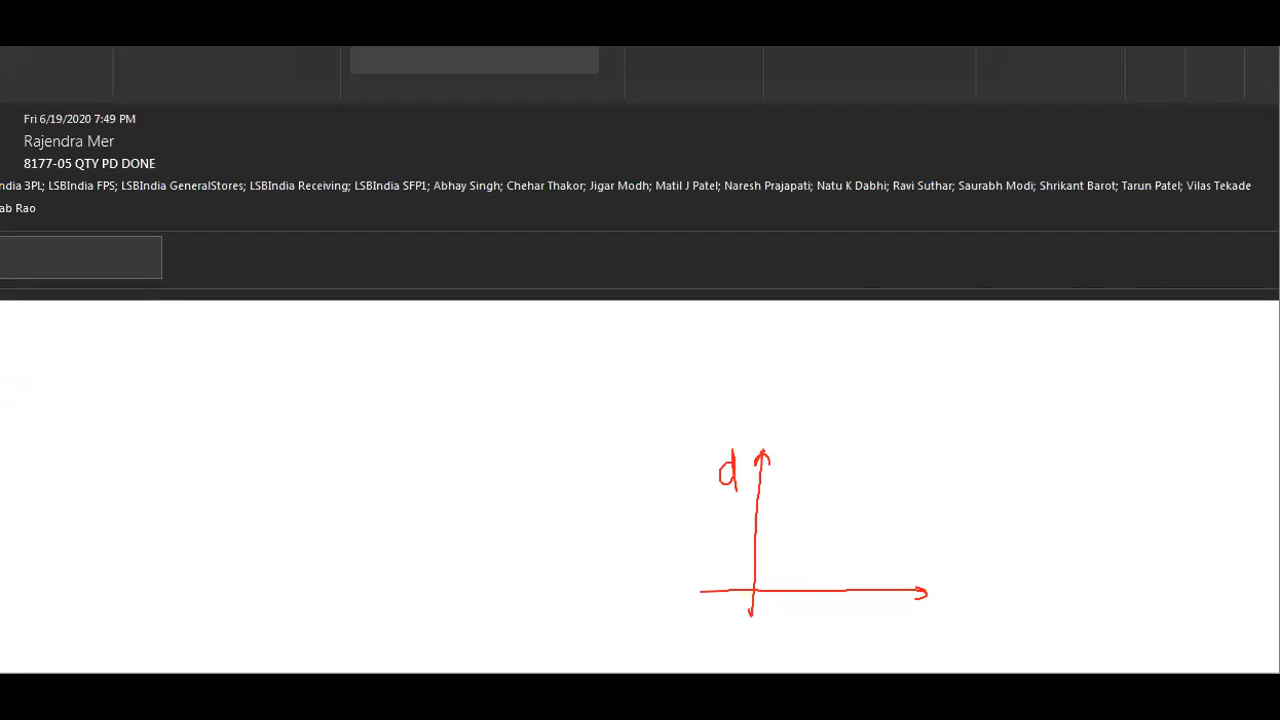 Fri 6/19/2020 7:49 PM
Rajendra Mer
8177-05 QTY PD DONE
ndia 3PL; LSBIndia FPS; LSBIndia GeneralStores; LSBIndia Receiving; LSBIndia SFP1; Abhay Singh; Chehar Thakor; Jigar Modh; Matil J Patel; Naresh Prajapati; Natu K Dabhi; Ravi Suthar; Saurabh Modi; Shrikant Barot; Tarun Patel; Vilas Tekade
ab Rao
d